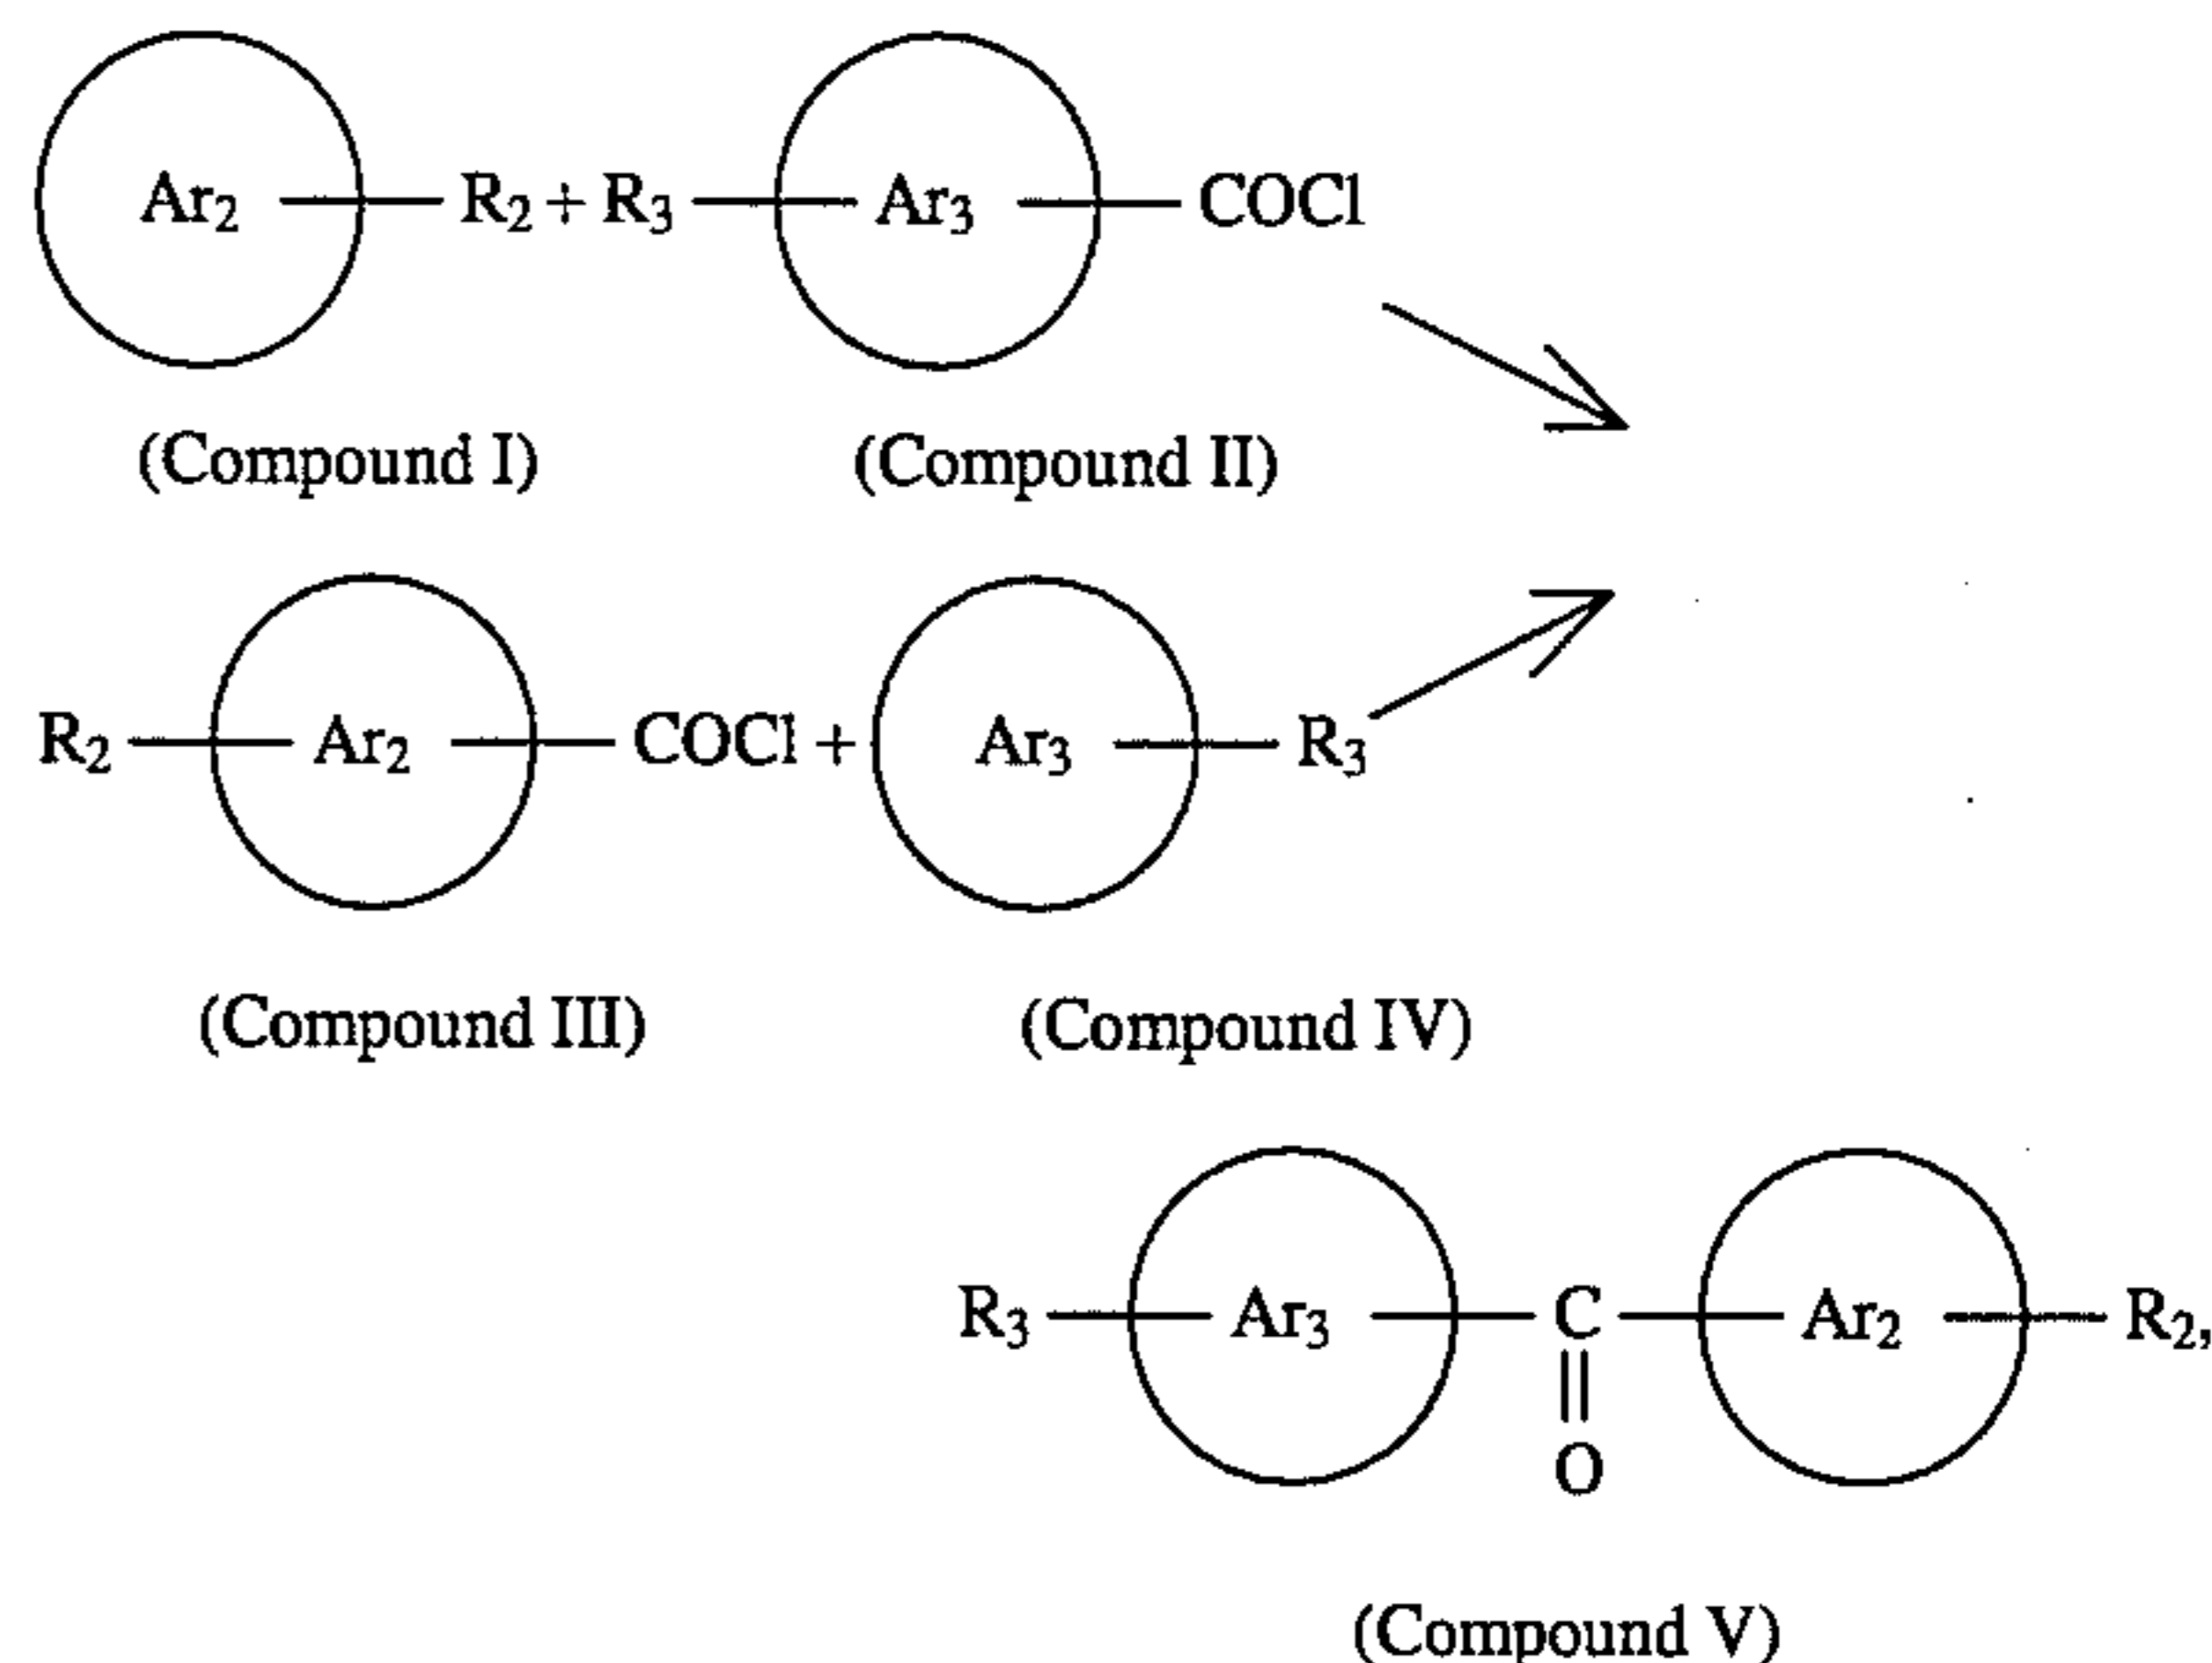 Ar2 R2 + R3 Ar3 COCl
(Compound I) (Compound II)
R2 Ar2 COCl + Ar3 R3
(Compound III) (Compound IV)
R3 Ar3 C Ar2 R2,
O
(Compound V)